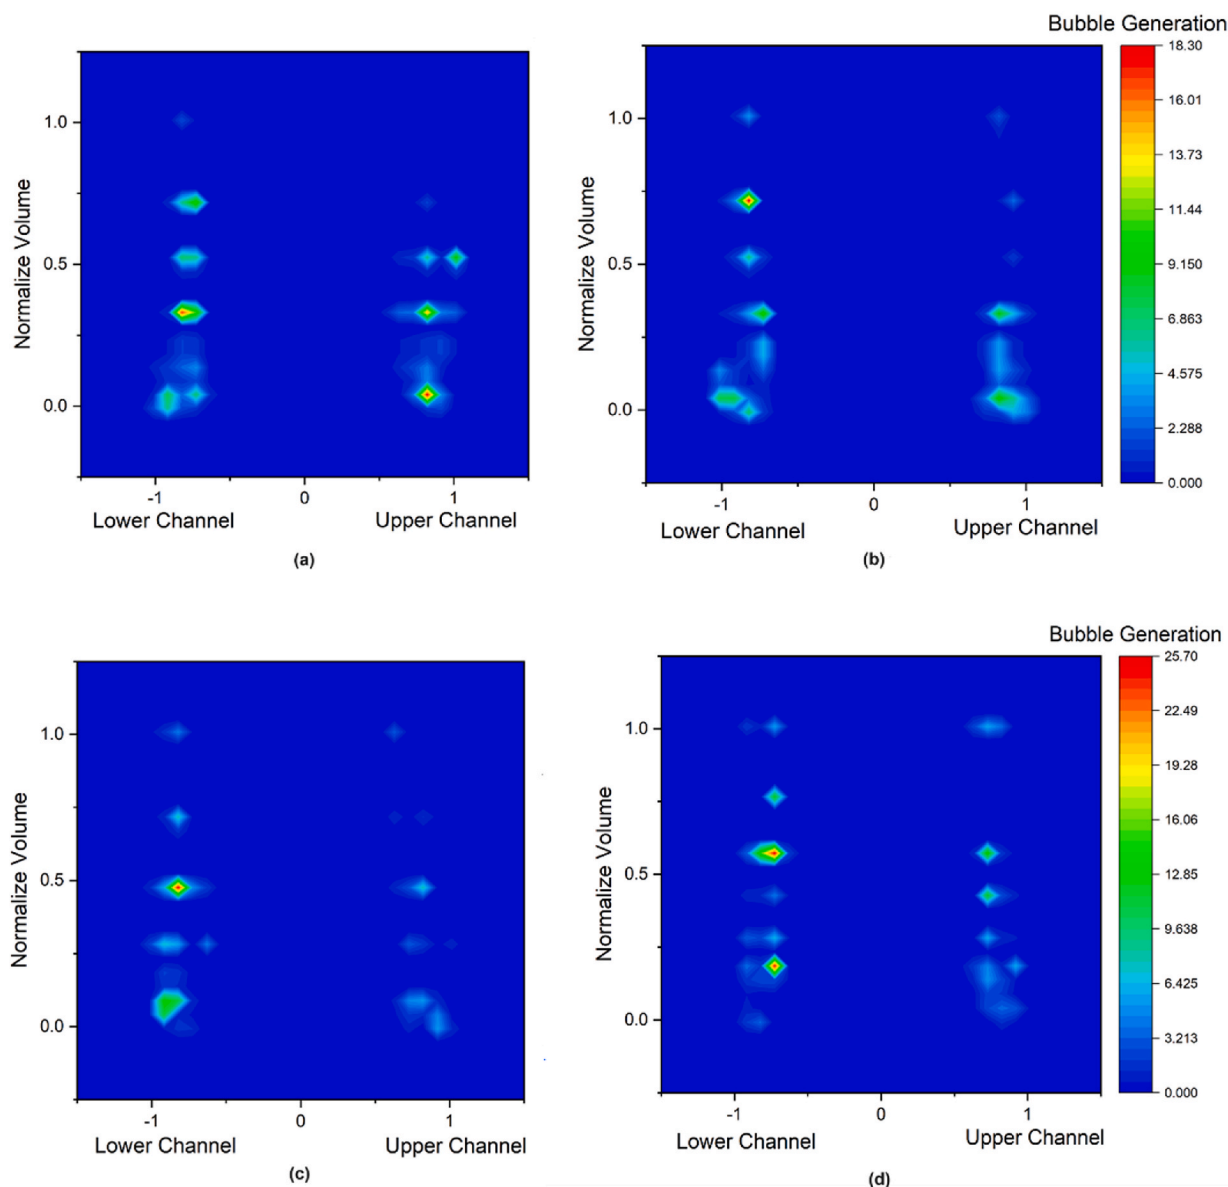 Bubble Generation
18.30
16.01
13.73
11.44
9.150
6.863
4.575
2.288
0.000
Normalize Volume
1.0
0.5
0.0
-1
0
1
Lower Channel
Upper Channel
(a)
Normalize Volume
1.0
0.5
0.0
-1
0
1
Lower Channel
Upper Channel
(b)
Bubble Generation
25.70
22.49
19.28
16.06
12.85
9.638
6.425
3.213
0.000
Normalize Volume
1.0
0.5
0.0
-1
0
1
Lower Channel
Upper Channel
(c)
Normalize Volume
1.0
0.5
0.0
-1
0
1
Lower Channel
Upper Channel
(d)